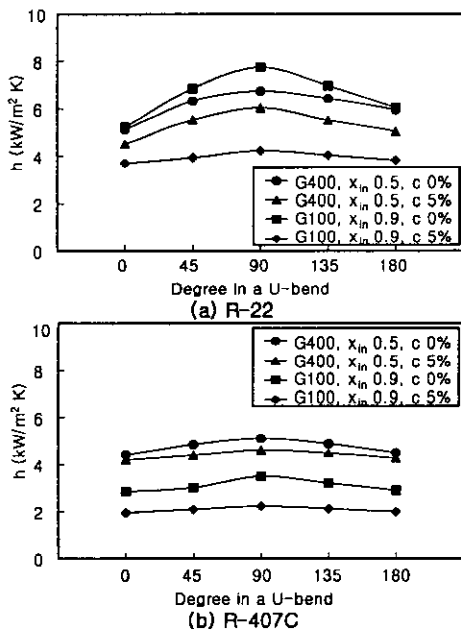 10
8
6
4
2
0
h (kW/m² K)
G400, x_in 0.5, c 0%
G400, x_in 0.5, c 5%
G100, x_in 0.9, c 0%
G100, x_in 0.9, c 5%
0 45 90 135 180
Degree in a U-bend
(a) R-22
10
8
6
4
2
0
h (kW/m² K)
G400, x_in 0.5, c 0%
G400, x_in 0.5, c 5%
G100, x_in 0.9, c 0%
G100, x_in 0.9, c 5%
0 45 90 135 180
Degree in a U-bend
(b) R-407C